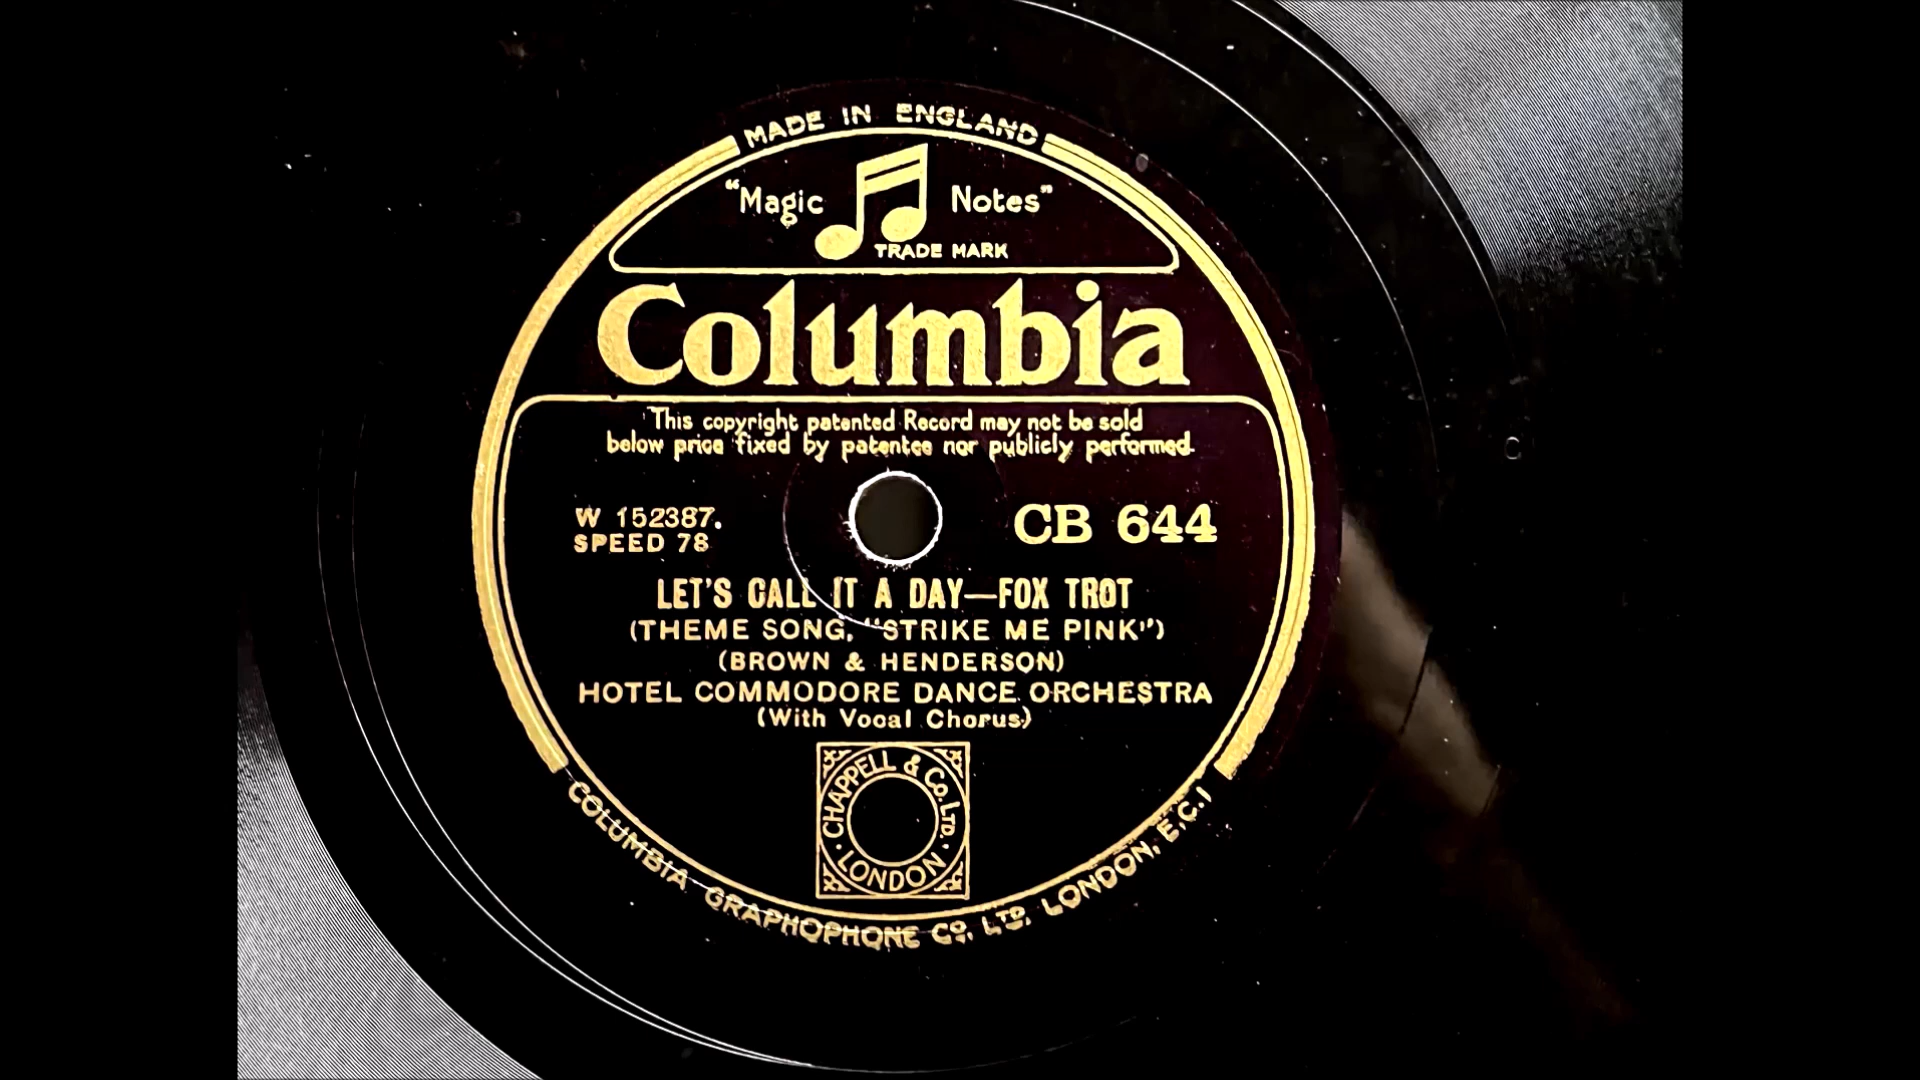 MADE IN ENGLAND
"Magic Notes"
TRADE MARK
Columbia
This copyright patented Record may not be sold
below price fixed by patentee nor publicly performed.
W 152387.
SPEED 78
CB 644
LET'S CALL IT A DAY—FOX TROT
(THEME SONG, "STRIKE ME PINK")
(BROWN & HENDERSON)
HOTEL COMMODORE DANCE ORCHESTRA
(With Vocal Chorus)
CHAPPELL & Co. LTD.
· LONDON ·
COLUMBIA GRAPHOPHONE CO. LTD. LONDON, E.C.1